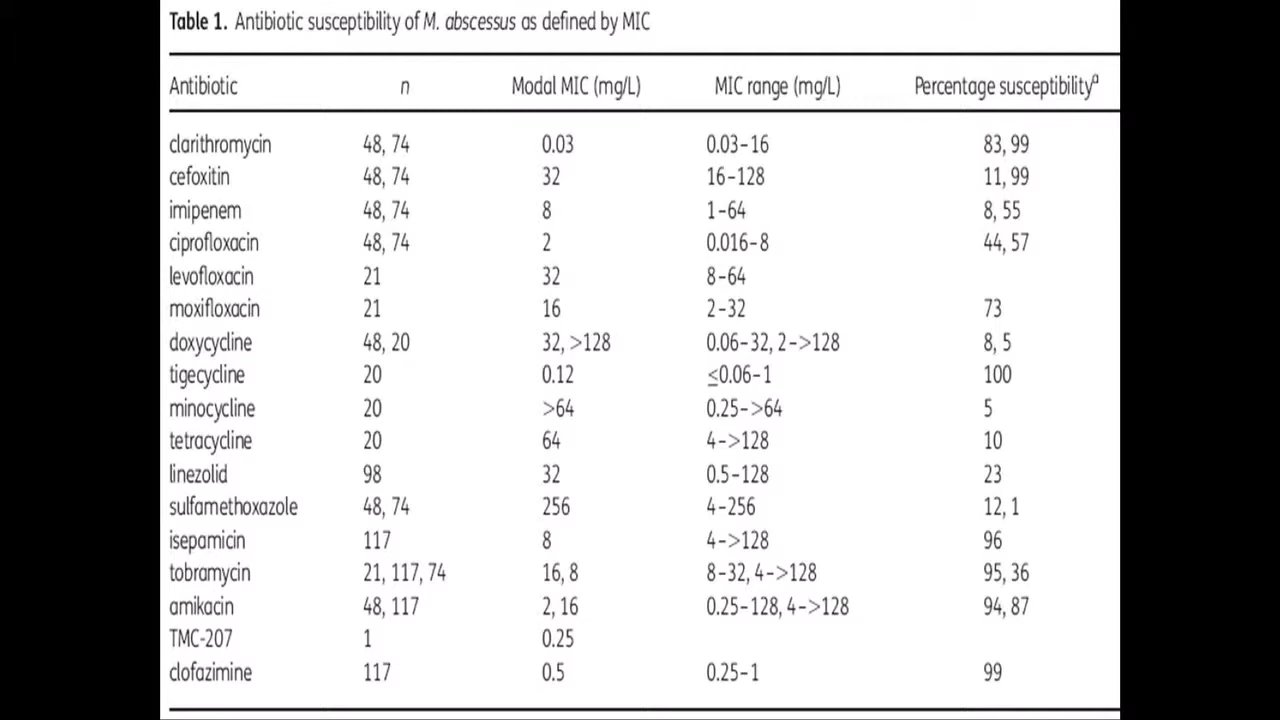 Table 1. Antibiotic susceptibility of M. abscessus as defined by MIC
Antibiotic n Modal MIC (mg/L) MIC range (mg/L) Percentage susceptibilityᵃ
clarithromycin 48, 74 0.03 0.03–16 83, 99
cefoxitin 48, 74 32 16–128 11, 99
imipenem 48, 74 8 1–64 8, 55
ciprofloxacin 48, 74 2 0.016–8 44, 57
levofloxacin 21 32 8–64
moxifloxacin 21 16 2–32 73
doxycycline 48, 20 32, >128 0.06–32, 2–>128 8, 5
tigecycline 20 0.12 ≤0.06–1 100
minocycline 20 >64 0.25–>64 5
tetracycline 20 64 4–>128 10
linezolid 98 32 0.5–128 23
sulfamethoxazole 48, 74 256 4–256 12, 1
isepamicin 117 8 4–>128 96
tobramycin 21, 117, 74 16, 8 8–32, 4–>128 95, 36
amikacin 48, 117 2, 16 0.25–128, 4–>128 94, 87
TMC-207 1 0.25
clofazimine 117 0.5 0.25–1 99